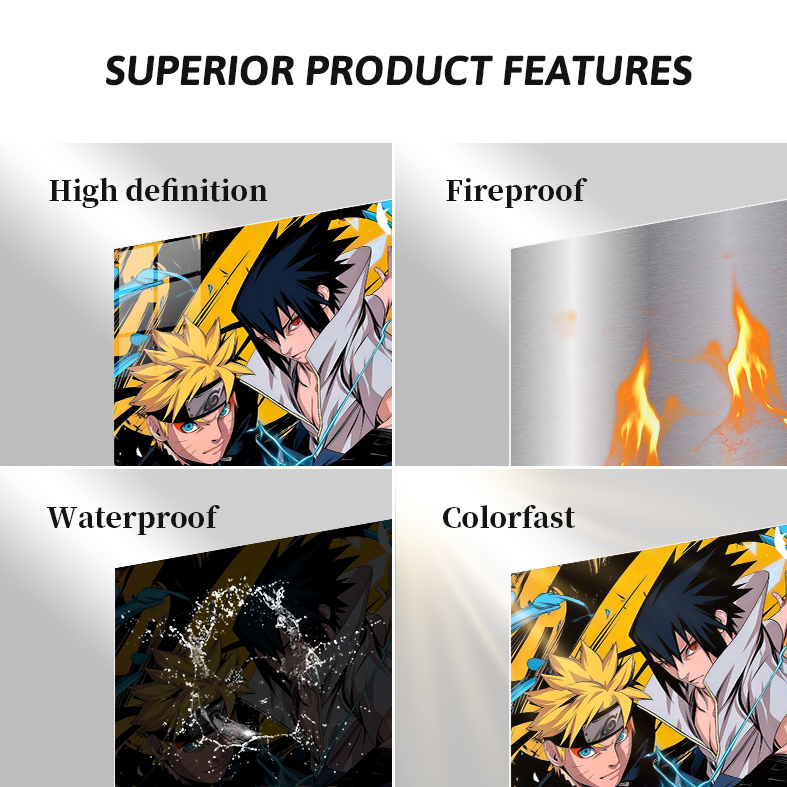 SUPERIOR PRODUCT FEATURES
High definition
Fireproof
Waterproof
Colorfast